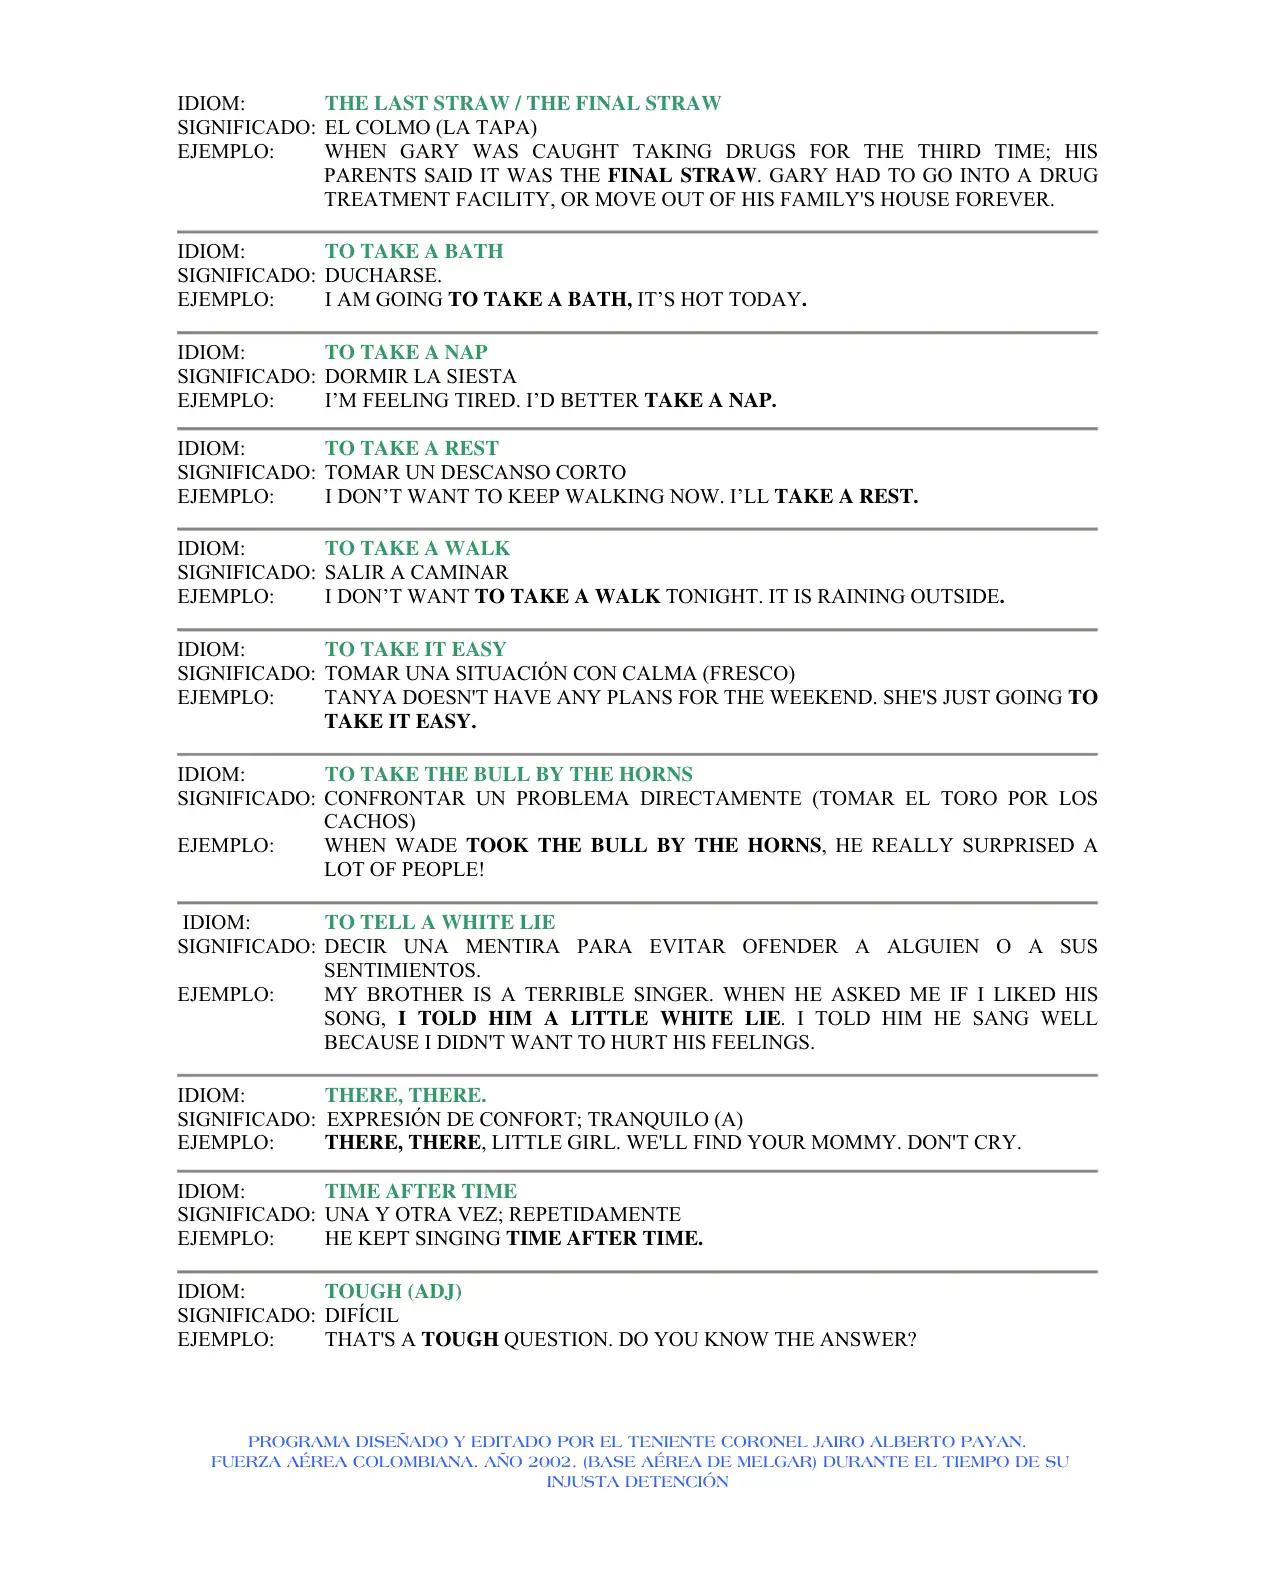 IDIOM: THE LAST STRAW / THE FINAL STRAW
SIGNIFICADO: EL COLMO (LA TAPA)
EJEMPLO: WHEN GARY WAS CAUGHT TAKING DRUGS FOR THE THIRD TIME; HIS
PARENTS SAID IT WAS THE FINAL STRAW. GARY HAD TO GO INTO A DRUG
TREATMENT FACILITY, OR MOVE OUT OF HIS FAMILY'S HOUSE FOREVER.
IDIOM: TO TAKE A BATH
SIGNIFICADO: DUCHARSE.
EJEMPLO: I AM GOING TO TAKE A BATH, IT’S HOT TODAY.
IDIOM: TO TAKE A NAP
SIGNIFICADO: DORMIR LA SIESTA
EJEMPLO: I’M FEELING TIRED. I’D BETTER TAKE A NAP.
IDIOM: TO TAKE A REST
SIGNIFICADO: TOMAR UN DESCANSO CORTO
EJEMPLO: I DON’T WANT TO KEEP WALKING NOW. I’LL TAKE A REST.
IDIOM: TO TAKE A WALK
SIGNIFICADO: SALIR A CAMINAR
EJEMPLO: I DON’T WANT TO TAKE A WALK TONIGHT. IT IS RAINING OUTSIDE.
IDIOM: TO TAKE IT EASY
SIGNIFICADO: TOMAR UNA SITUACIÓN CON CALMA (FRESCO)
EJEMPLO: TANYA DOESN'T HAVE ANY PLANS FOR THE WEEKEND. SHE'S JUST GOING TO
TAKE IT EASY.
IDIOM: TO TAKE THE BULL BY THE HORNS
SIGNIFICADO: CONFRONTAR UN PROBLEMA DIRECTAMENTE (TOMAR EL TORO POR LOS
CACHOS)
EJEMPLO: WHEN WADE TOOK THE BULL BY THE HORNS, HE REALLY SURPRISED A
LOT OF PEOPLE!
IDIOM: TO TELL A WHITE LIE
SIGNIFICADO: DECIR UNA MENTIRA PARA EVITAR OFENDER A ALGUIEN O A SUS
SENTIMIENTOS.
EJEMPLO: MY BROTHER IS A TERRIBLE SINGER. WHEN HE ASKED ME IF I LIKED HIS
SONG, I TOLD HIM A LITTLE WHITE LIE. I TOLD HIM HE SANG WELL
BECAUSE I DIDN'T WANT TO HURT HIS FEELINGS.
IDIOM: THERE, THERE.
SIGNIFICADO: EXPRESIÓN DE CONFORT; TRANQUILO (A)
EJEMPLO: THERE, THERE, LITTLE GIRL. WE'LL FIND YOUR MOMMY. DON'T CRY.
IDIOM: TIME AFTER TIME
SIGNIFICADO: UNA Y OTRA VEZ; REPETIDAMENTE
EJEMPLO: HE KEPT SINGING TIME AFTER TIME.
IDIOM: TOUGH (ADJ)
SIGNIFICADO: DIFÍCIL
EJEMPLO: THAT'S A TOUGH QUESTION. DO YOU KNOW THE ANSWER?
PROGRAMA DISEÑADO Y EDITADO POR EL TENIENTE CORONEL JAIRO ALBERTO PAYAN.
FUERZA AÉREA COLOMBIANA. AÑO 2002. (BASE AÉREA DE MELGAR) DURANTE EL TIEMPO DE SU
INJUSTA DETENCIÓN